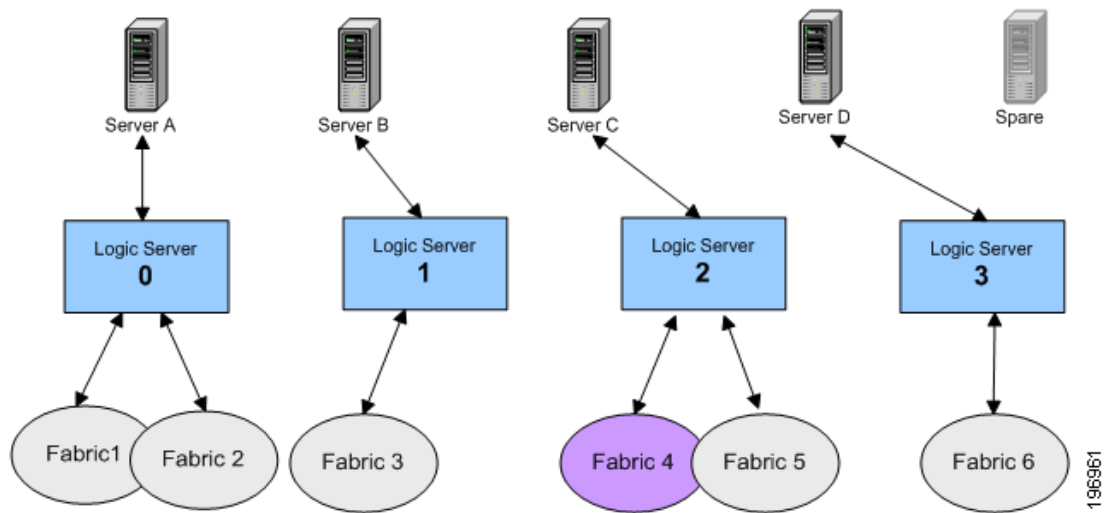 Server A
Server B
Server C
Server D
Spare
Logic Server
0
Logic Server
1
Logic Server
2
Logic Server
3
Fabric1
Fabric 2
Fabric 3
Fabric 4
Fabric 5
Fabric 6
196961